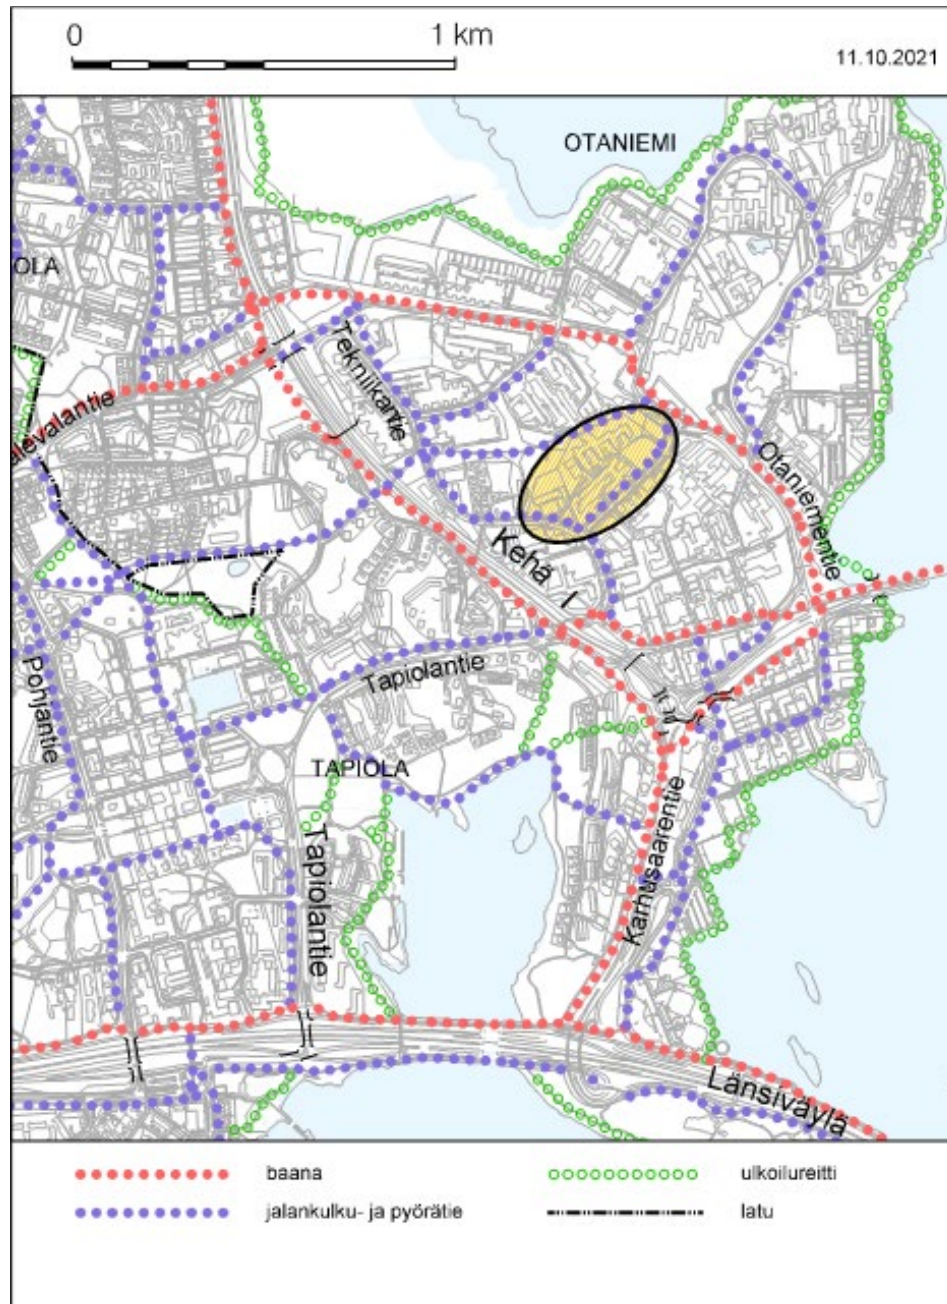 0 1 km
11.10.2021
OTANIEMI
OLA
Tekniikantie
alevalantie
Otaniementie
Kehä I
Pohjantie
Tapiolantie
TAPIOLA
Tapiolantie
Karhusaarentie
Länsiväylä
baana
ulkoilureitti
jalankulku- ja pyörätie
latu